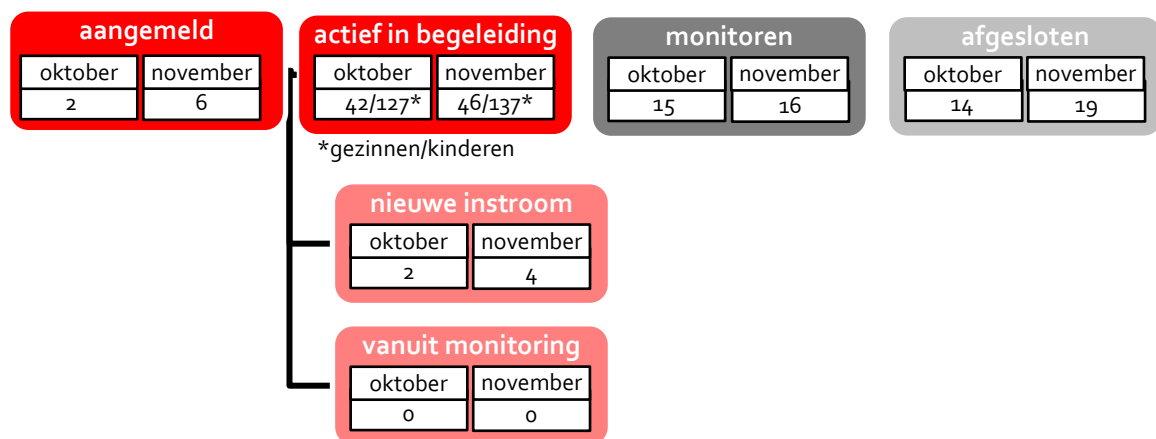 aangemeld
oktober november
2 6
actief in begeleiding
oktober november
42/127* 46/137*
*gezinnen/kinderen
monitoren
oktober november
15 16
afgesloten
oktober november
14 19
nieuwe instroom
oktober november
2 4
vanuit monitoring
oktober november
0 0